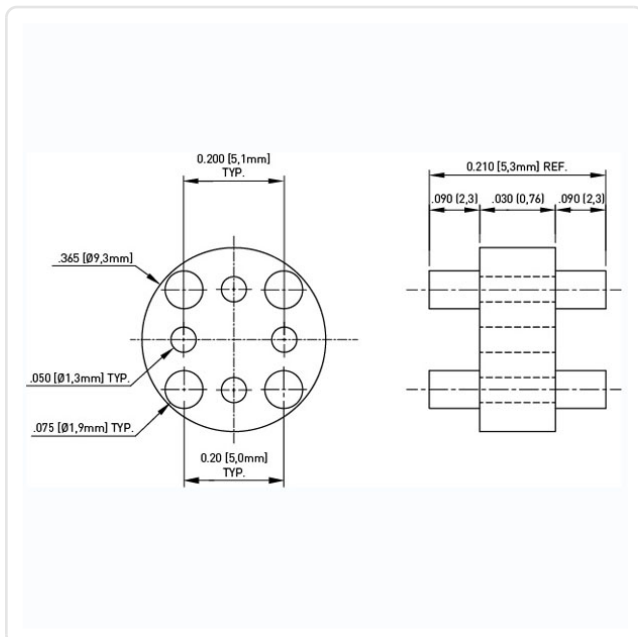 0.200 [5,1mm]
TYP.
0.210 [5,3mm] REF.
.090 (2,3)
.030 (0,76)
.090 (2,3)
.365 [Ø9,3mm]
.050 [Ø1,3mm] TYP.
.075 [Ø1,9mm] TYP.
0.20 [5,0mm]
TYP.